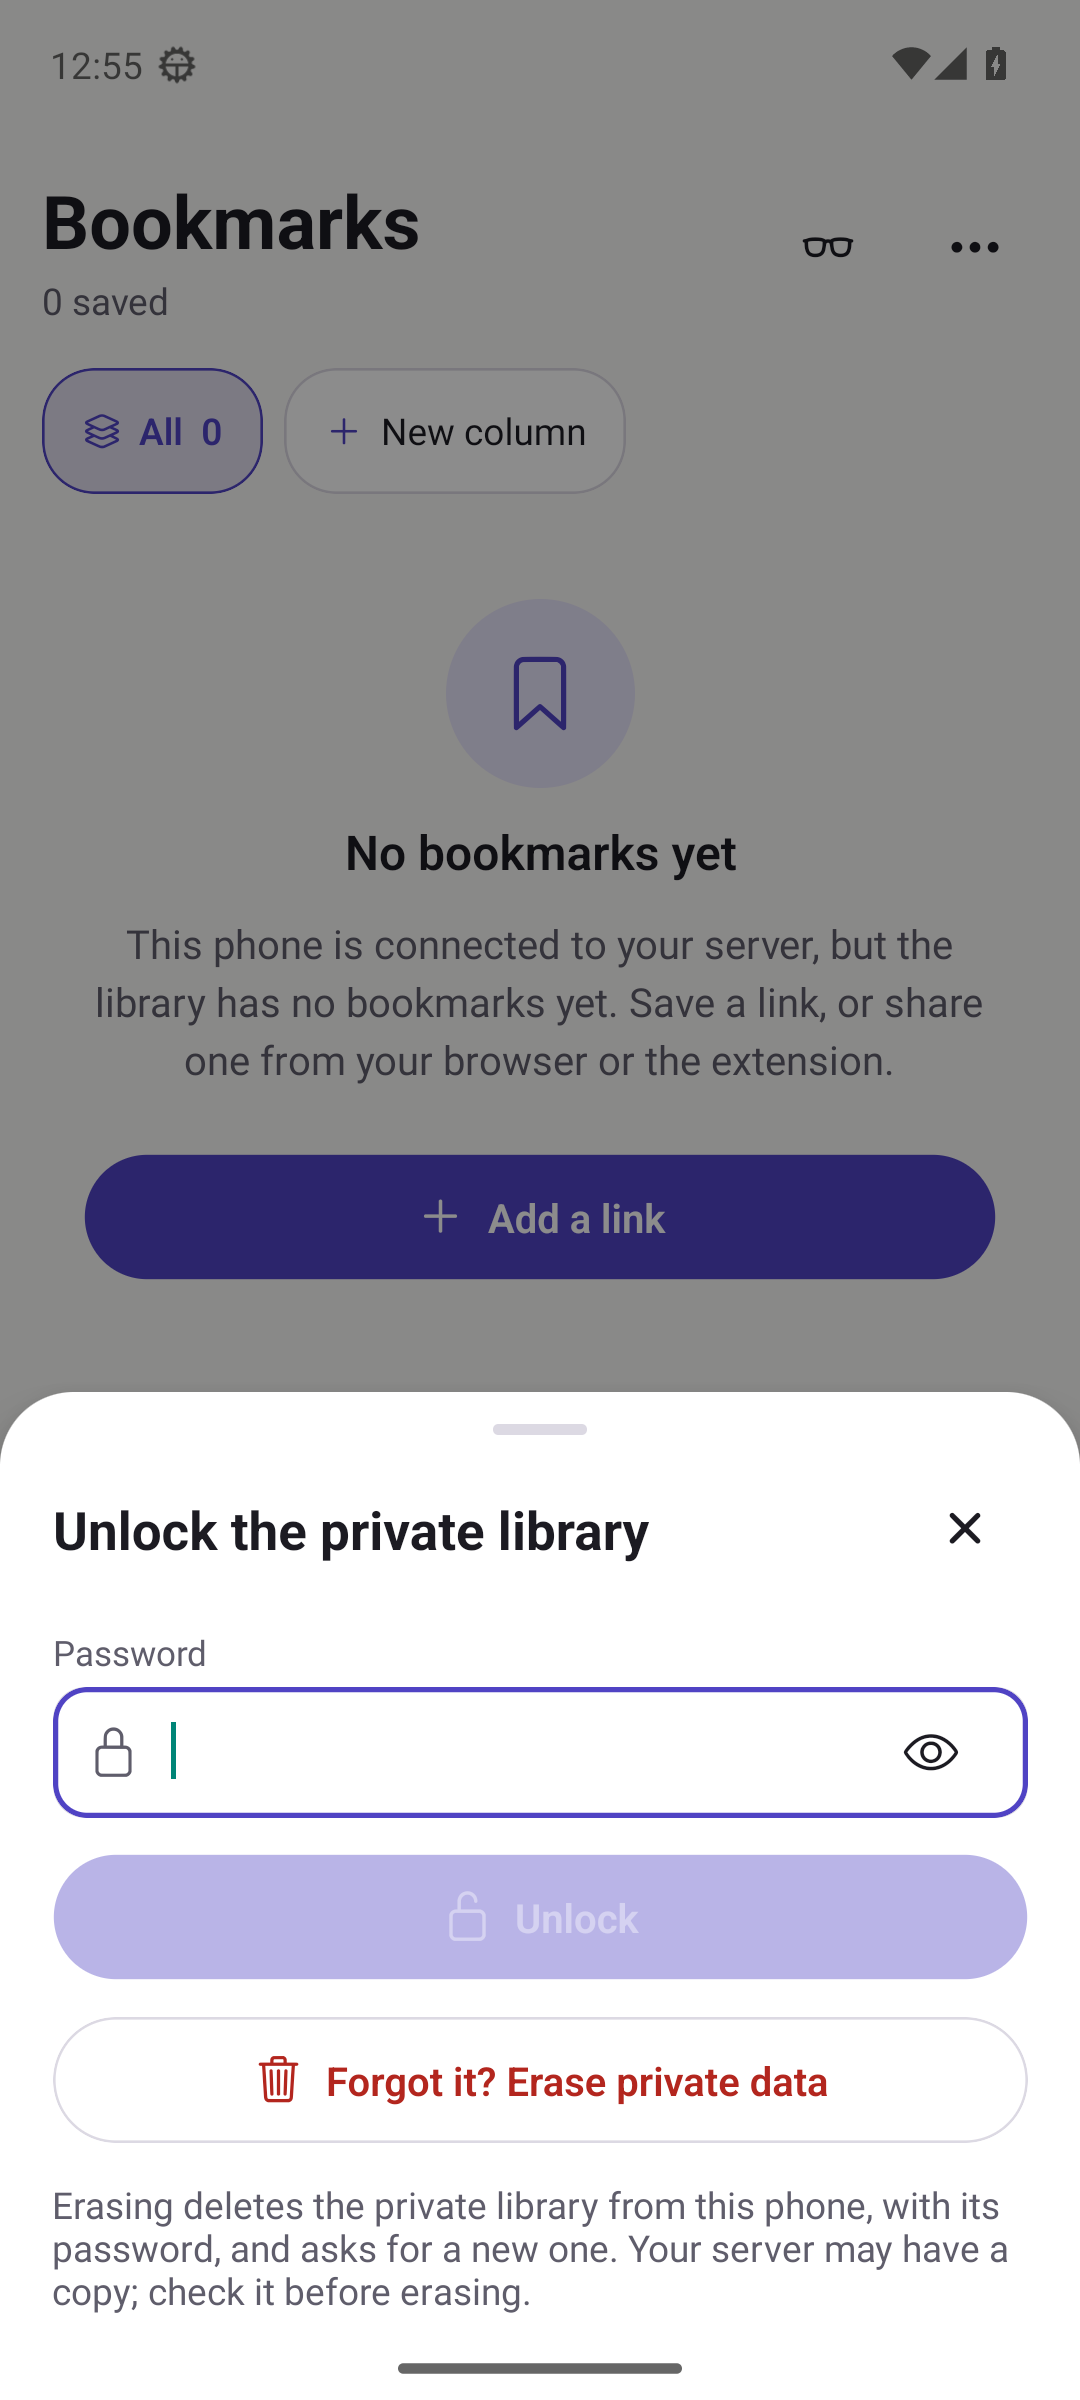 12:55
Bookmarks
0 saved
All 0
New column
No bookmarks yet
This phone is connected to your server, but the
library has no bookmarks yet. Save a link, or share
one from your browser or the extension.
Add a link
Unlock the private library
Password
Unlock
Forgot it? Erase private data
Erasing deletes the private library from this phone, with its
password, and asks for a new one. Your server may have a
copy; check it before erasing.